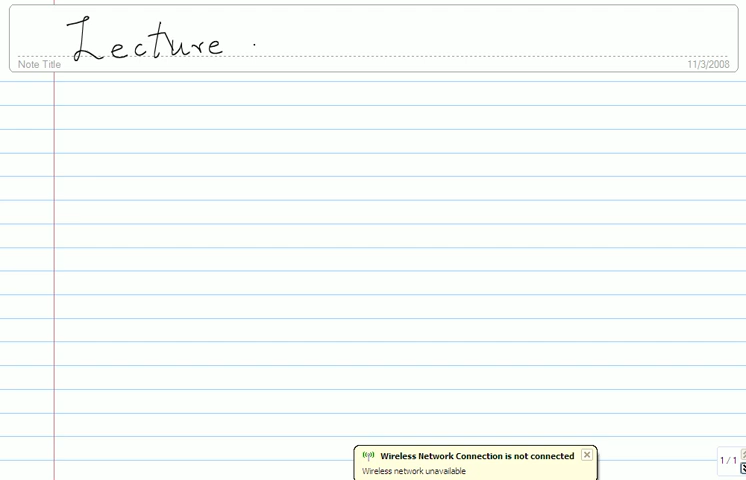 Lecture
Note Title
11/3/2008
Wireless Network Connection is not connected
Wireless network unavailable
1 / 1